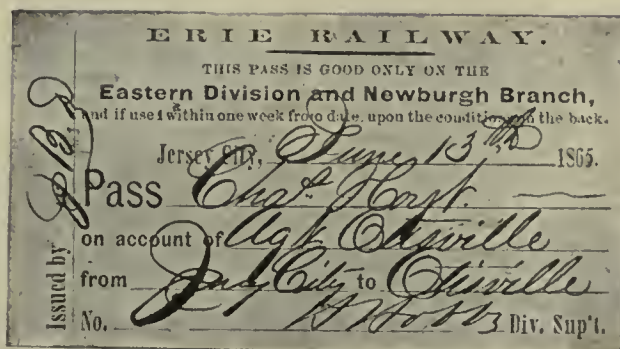 ERIE RAILWAY.
THIS PASS IS GOOD ONLY ON THE
Eastern Division and Newburgh Branch,
and if used within one week from date, upon the conditions on the back.
Jersey City, June 13th 1865.
Pass Chas. Hoyt.
on account of Agt Otisville
from Jersey City to Otisville
No. Div. Sup't.
Issued by